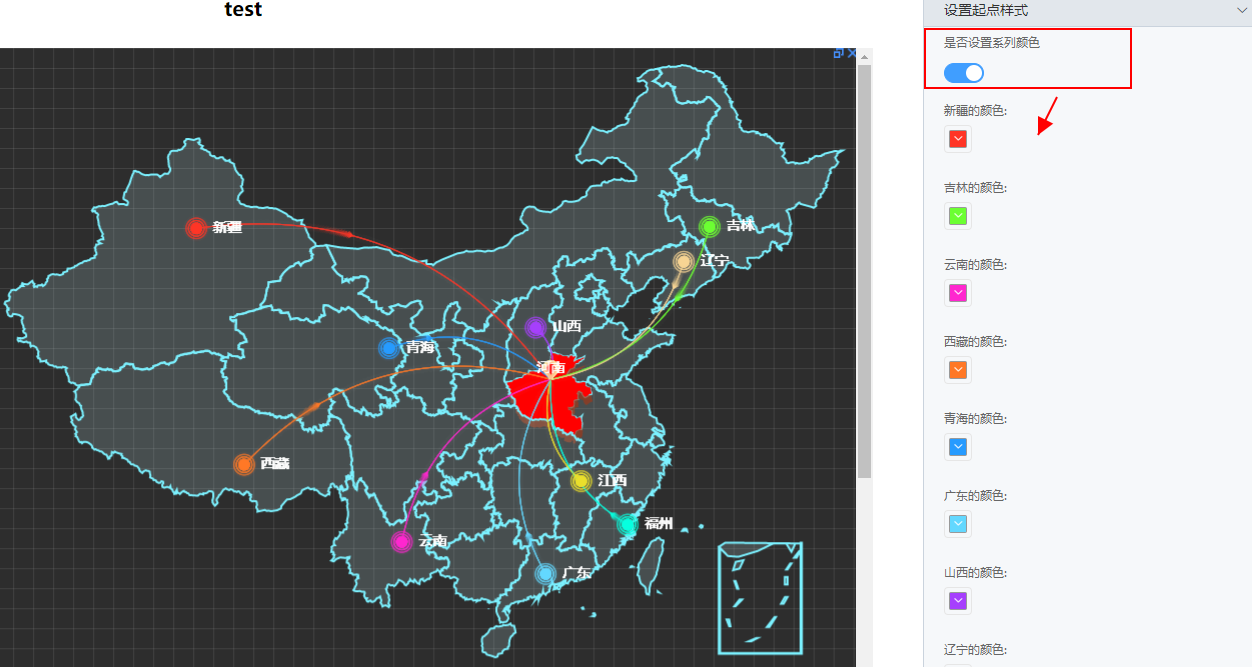 test
新疆
吉林
辽宁
山西
青海
河南
西藏
江西
福州
云南
广东
设置起点样式
是否设置系列颜色
新疆的颜色:
吉林的颜色:
云南的颜色:
西藏的颜色:
青海的颜色:
广东的颜色:
山西的颜色:
辽宁的颜色: